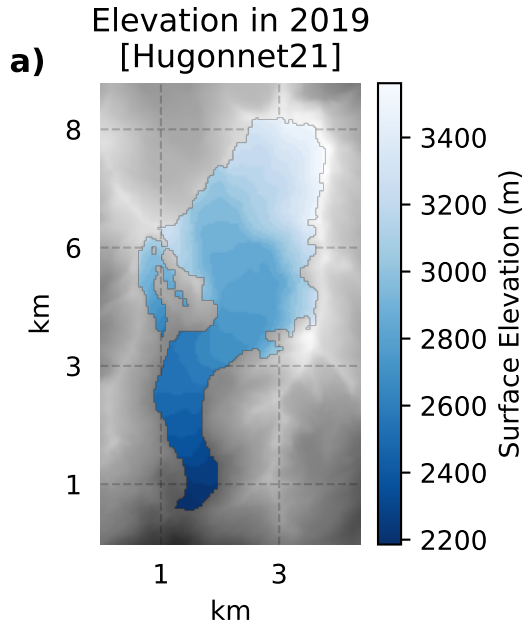 Elevation in 2019
[Hugonnet21]
a)
8
6
3
1
km
1
3
km
3400
3200
3000
2800
2600
2400
2200
Surface Elevation (m)